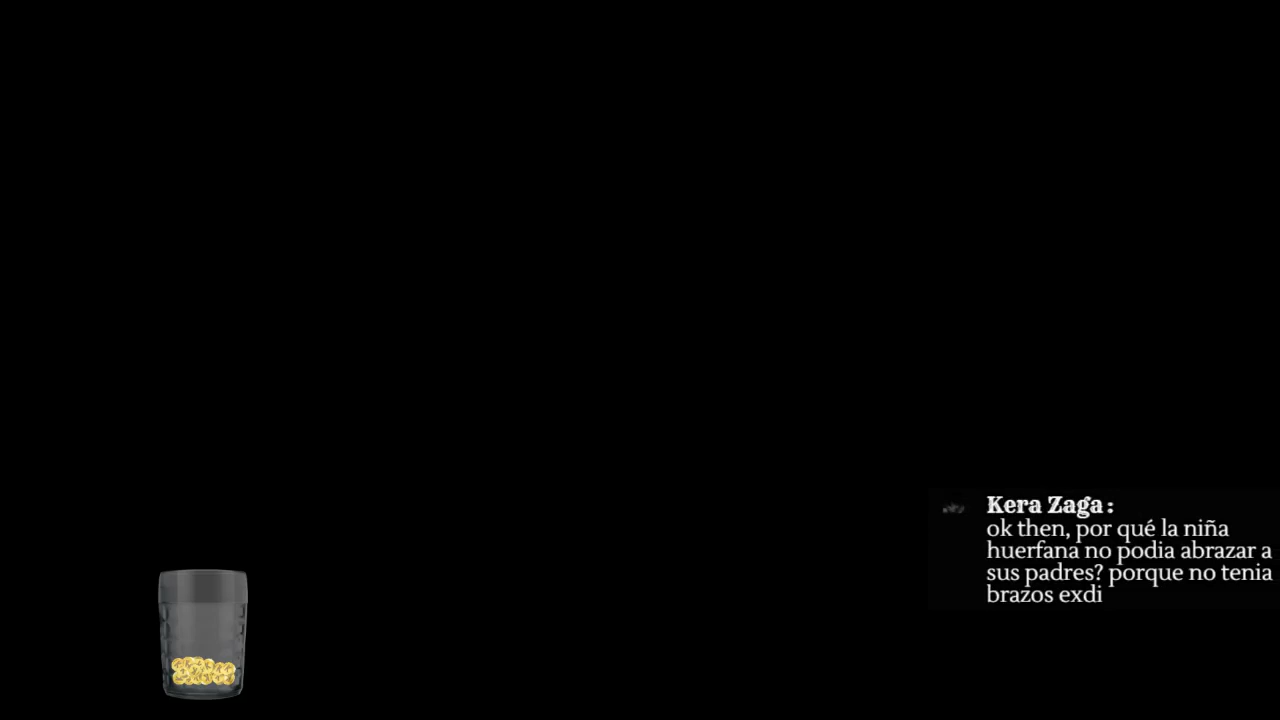 Kera Zaga :
ok then, por qué la niña
huerfana no podia abrazar a
sus padres? porque no tenia
brazos exdi